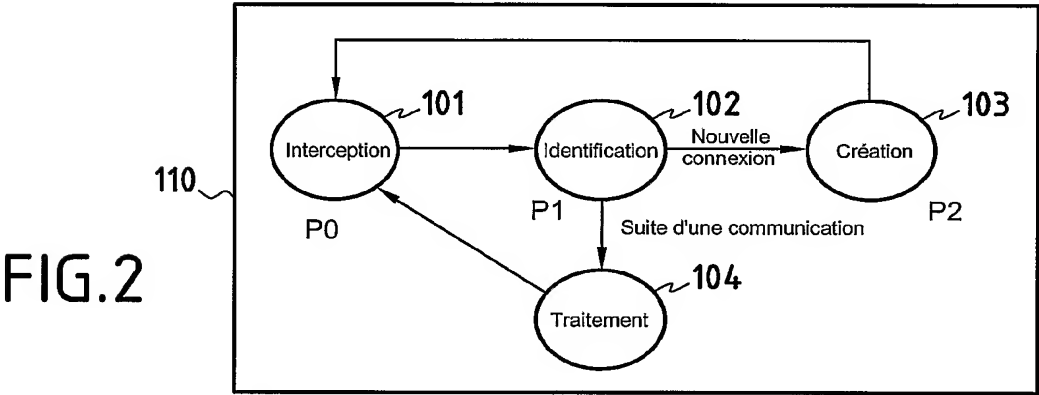 101
102
103
Interception
Identification
Nouvelle
connexion
Création
110
P0
P1
P2
Suite d'une communication
FIG.2
104
Traitement